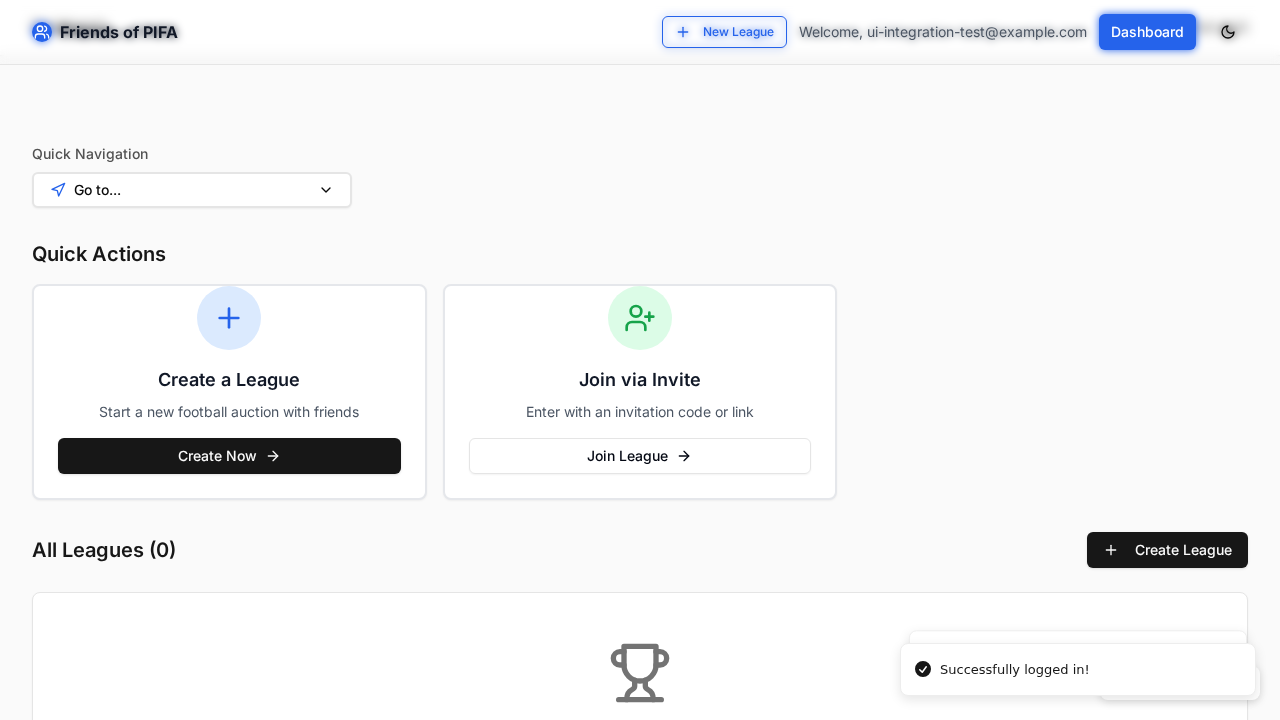 Friends of PIFA
New League
Welcome, ui-integration-test@example.com
Dashboard
Quick Navigation
Go to...
Quick Actions
Create a League
Start a new football auction with friends
Create Now
Join via Invite
Enter with an invitation code or link
Join League
All Leagues (0)
Create League
Successfully logged in!